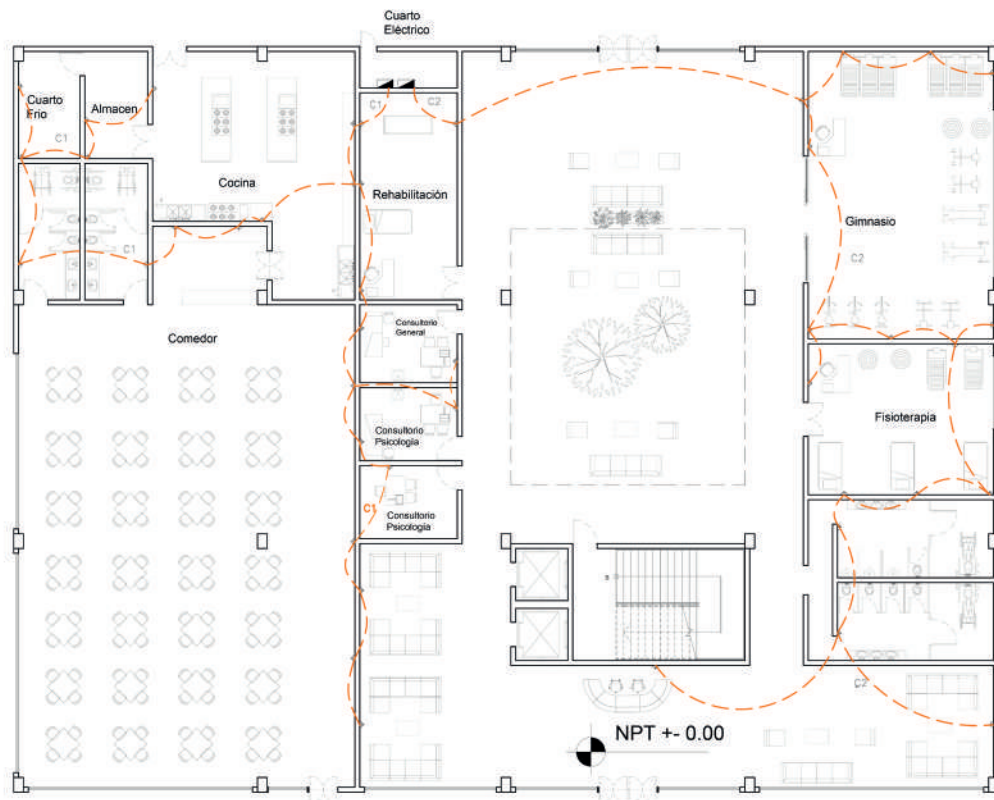 Cuarto
Eléctrico
Cuarto
Frio
Almacen
C1
C1
C2
Cocina
Rehabilitación
C1
Gimnasio
C2
Consultorio
General
Comedor
Consultorio
Psicologia
Fisioterapia
C1
Consultorio
Psicologia
C2
NPT +- 0.00